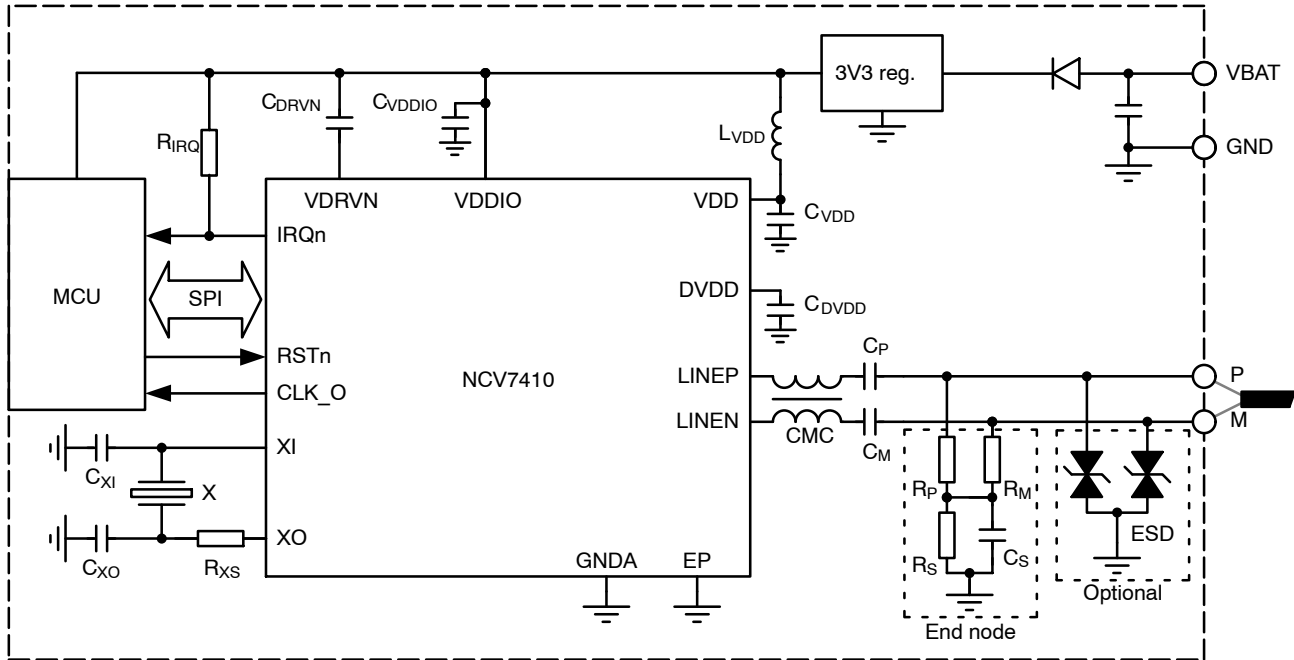 3V3 reg.
VBAT
GND
CDRVN
CVDDIO
LVDD
RIRQ
VDRVN
VDDIO
VDD
CVDD
IRQn
MCU
SPI
DVDD
CDVDD
RSTn
NCV7410
CLK_O
LINEP
CP
P
LINEN
CMC
CM
M
XI
CXI
X
RP
RM
XO
CXO
RXS
RS
CS
ESD
GNDA
EP
Optional
End node